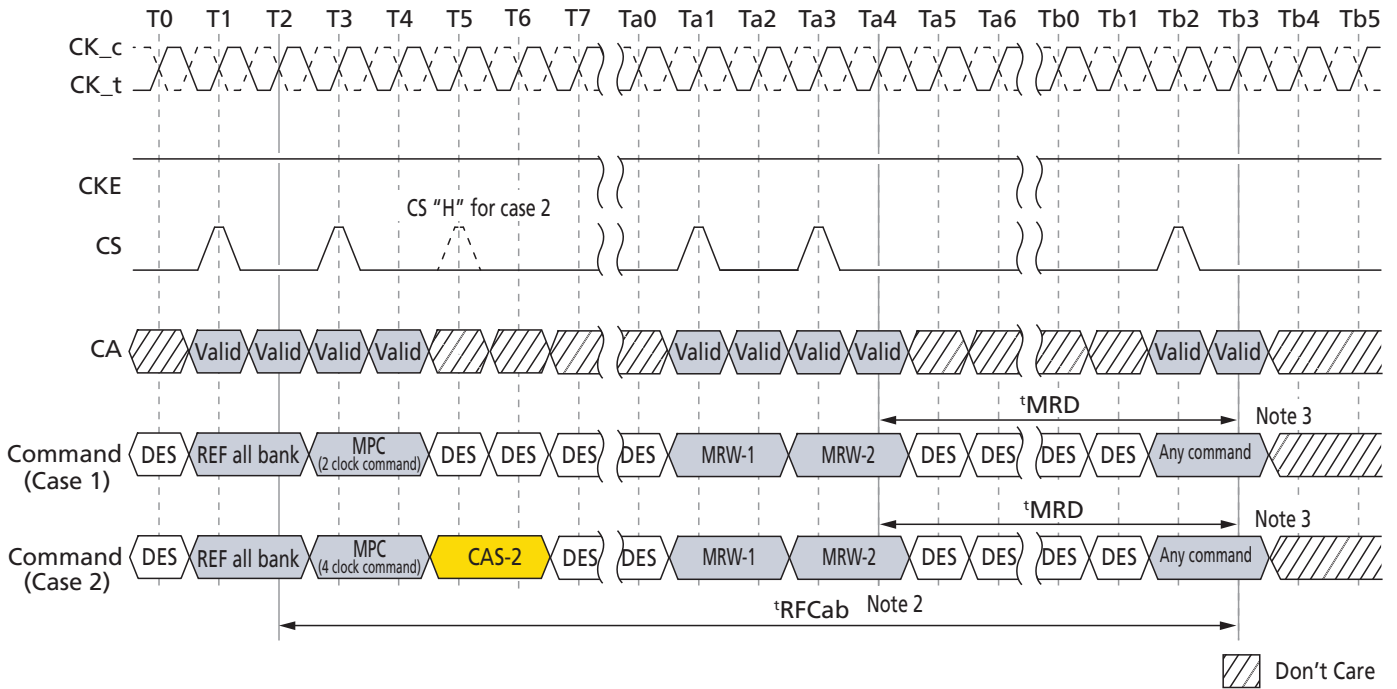 T0 T1 T2 T3 T4 T5 T6 T7 Ta0 Ta1 Ta2 Ta3 Ta4 Ta5 Ta6 Tb0 Tb1 Tb2 Tb3 Tb4 Tb5
CK_c
CK_t
CKE
CS “H” for case 2
CS
CA Valid Valid Valid Valid Valid Valid Valid Valid Valid Valid
tMRD
Note 3
Command
(Case 1)
DES REF all bank MPC
(2 clock command)
DES DES DES DES MRW-1 MRW-2 DES DES DES DES Any command
tMRD
Note 3
Command
(Case 2)
DES REF all bank MPC
(4 clock command)
CAS-2 DES DES MRW-1 MRW-2 DES DES DES DES Any command
tRFCab Note 2
Don't Care